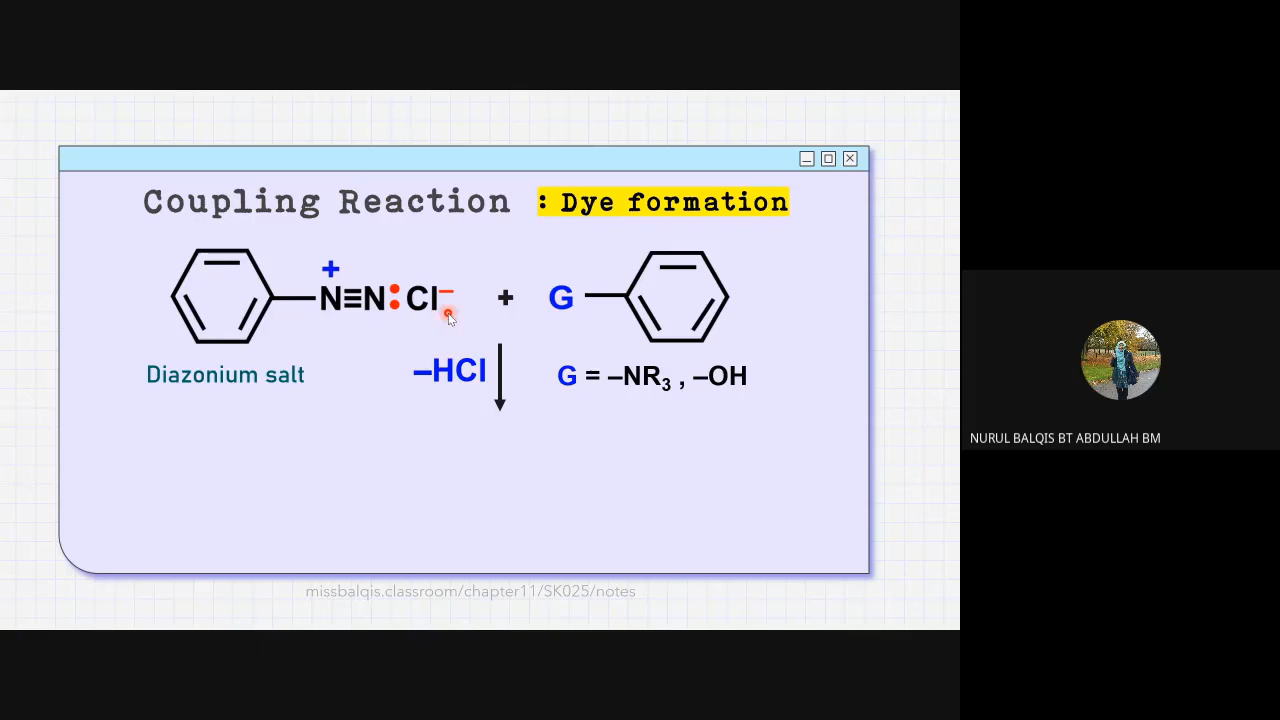 Coupling Reaction : Dye formation
+
N≡N: Cl– + G
Diazonium salt –HCl G = –NR3 , –OH
NURUL BALQIS BT ABDULLAH BM
missbalqis.classroom/chapter11/SK025/notes